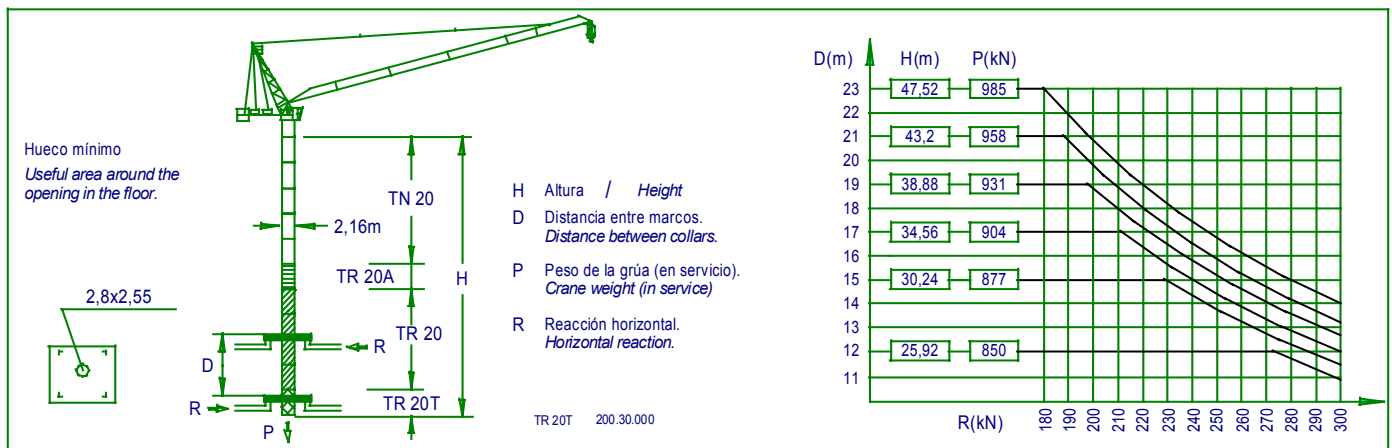 Hueco mínimo
Useful area around the
opening in the floor.
2,8x2,55
2,16m
TN 20
TR 20A
TR 20
TR 20T
H
D
R
R
P
H Altura / Height
D Distancia entre marcos.
Distance between collars.
P Peso de la grúa (en servicio).
Crane weight (in service)
R Reacción horizontal.
Horizontal reaction.
TR 20T 200.30.000
D(m) H(m) P(kN)
23 47,52 985
22
21 43,2 958
20
19 38,88 931
18
17 34,56 904
16
15 30,24 877
14
13
12 25,92 850
11
R(kN) 180 190 200 210 220 230 240 250 260 270 280 290 300